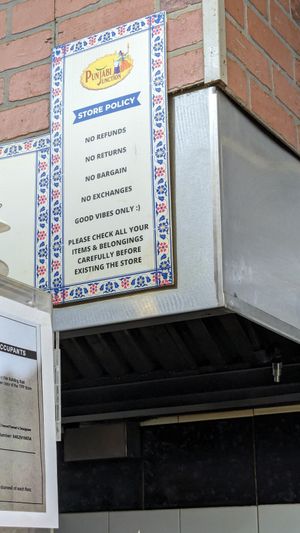 PUNJABI
JUNCTION
STORE POLICY
NO REFUNDS
NO RETURNS
NO BARGAIN
NO EXCHANGES
GOOD VIBES ONLY :)
PLEASE CHECK ALL YOUR
ITEMS & BELONGINGS
CAREFULLY BEFORE
EXISTING THE STORE
CCUPANTS